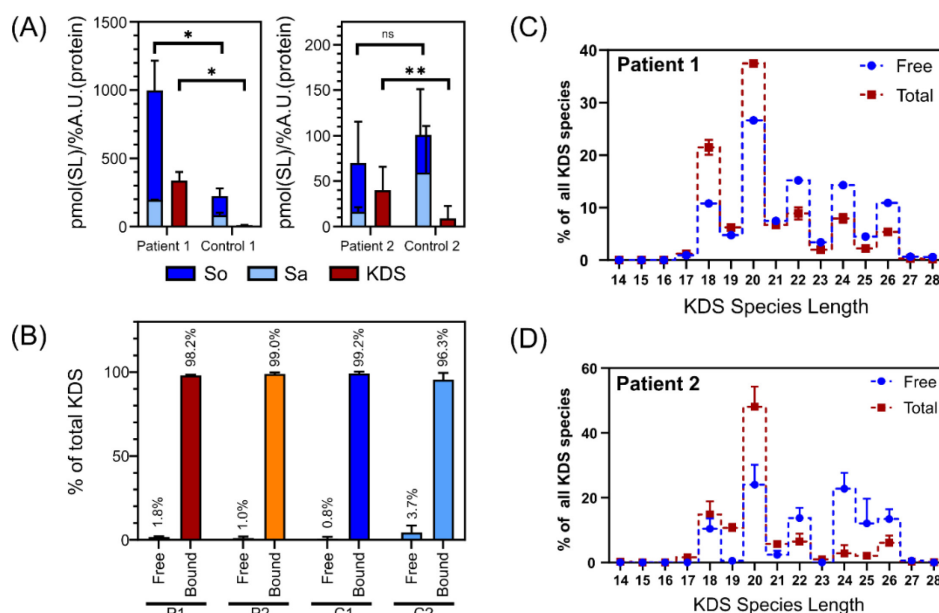 (A)
pmol(SL)/%A.U.(protein)
1500
1000
500
0
*
*
Patient 1 Control 1
pmol(SL)/%A.U.(protein)
200
150
100
50
0
ns
**
Patient 2 Control 2
So Sa KDS
(B)
% of total KDS
100
50
0
1.8%
98.2%
1.0%
99.0%
0.8%
99.2%
3.7%
96.3%
Free Bound Free Bound Free Bound Free Bound
P1 P2 C1 C2
(C)
Patient 1
Free
Total
% of all KDS species
40
30
20
10
0
14 15 16 17 18 19 20 21 22 23 24 25 26 27 28
KDS Species Length
(D)
Patient 2
Free
Total
% of all KDS species
60
40
20
0
14 15 16 17 18 19 20 21 22 23 24 25 26 27 28
KDS Species Length